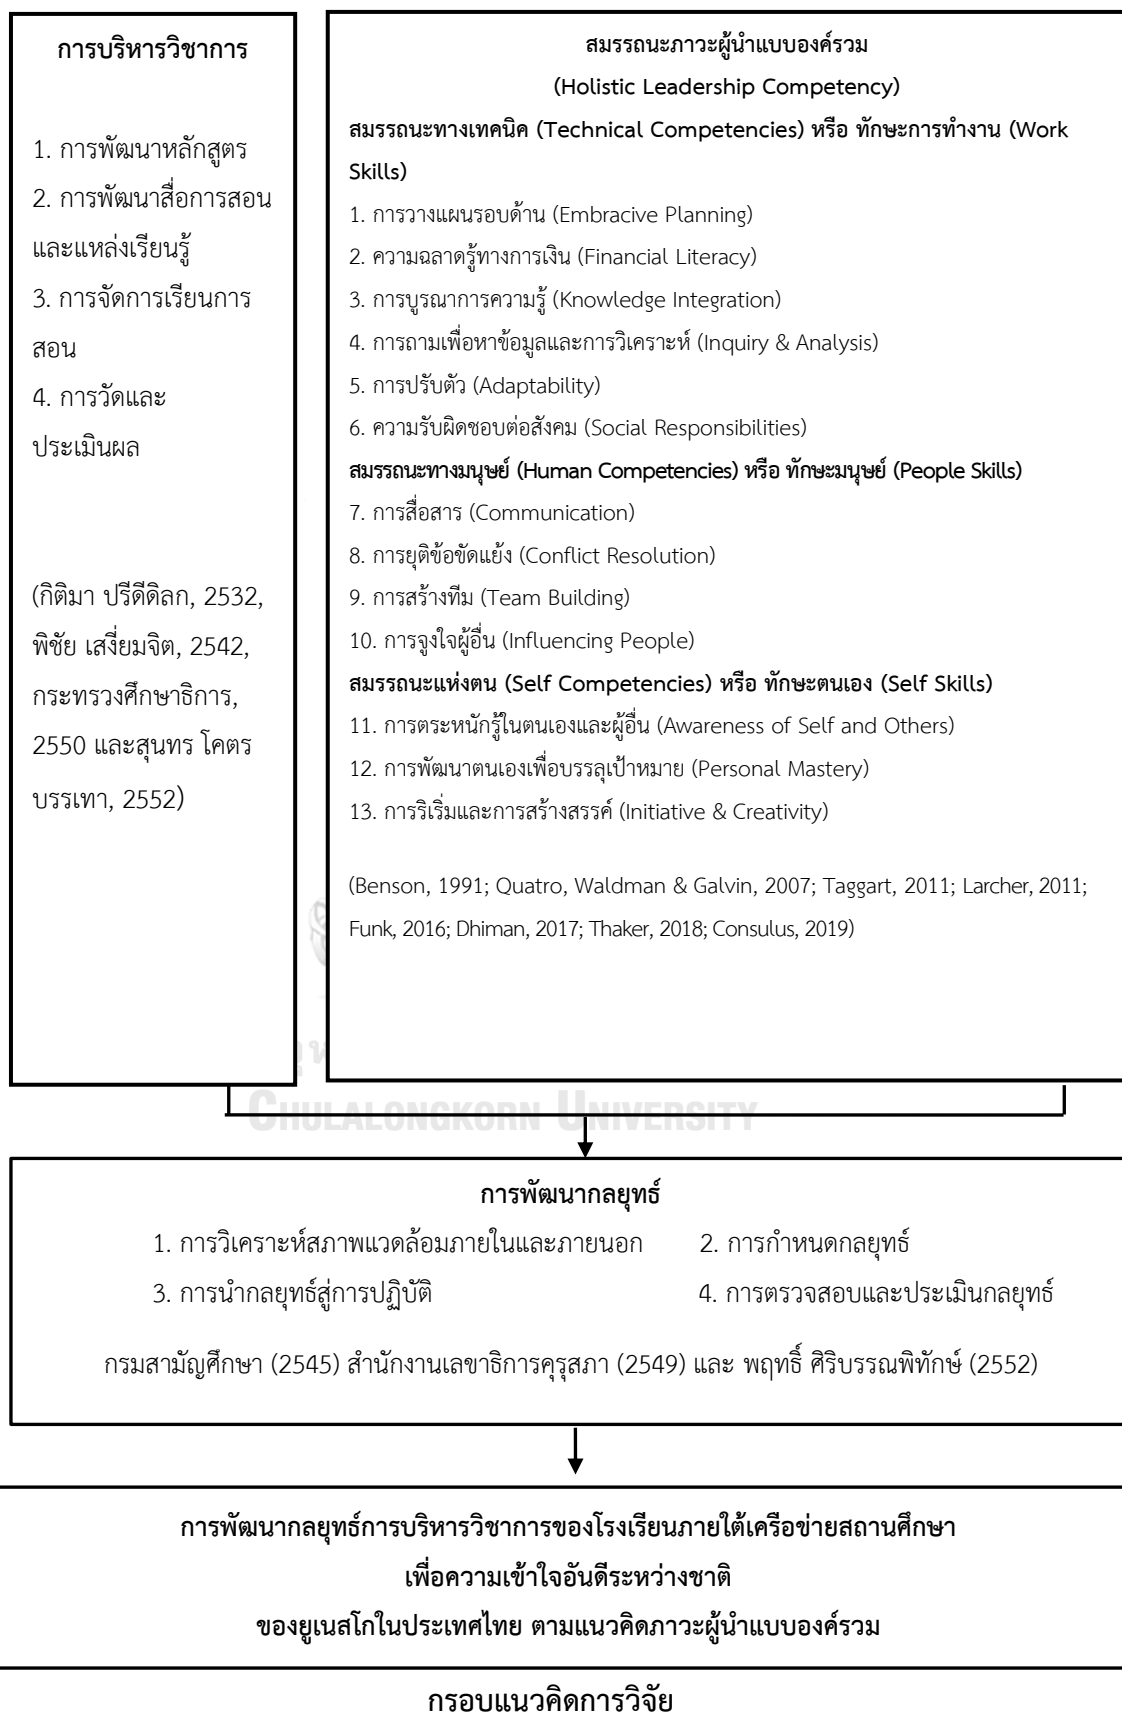 การบริหารวิชาการ
1. การพัฒนาหลักสูตร
2. การพัฒนาสื่อการสอน
และแหล่งเรียนรู้
3. การจัดการเรียนการ
สอน
4. การวัดและ
ประเมินผล
(กิติมา ปรีดีดิลก, 2532,
พิชัย เสงี่ยมจิต, 2542,
กระทรวงศึกษาธิการ,
2550 และสุนทร โคตร
บรรเทา, 2552)
สมรรถนะภาวะผู้นำแบบองค์รวม
(Holistic Leadership Competency)
สมรรถนะทางเทคนิค (Technical Competencies) หรือ ทักษะการทำงาน (Work
Skills)
1. การวางแผนรอบด้าน (Embracive Planning)
2. ความฉลาดรู้ทางการเงิน (Financial Literacy)
3. การบูรณาการความรู้ (Knowledge Integration)
4. การถามเพื่อหาข้อมูลและการวิเคราะห์ (Inquiry & Analysis)
5. การปรับตัว (Adaptability)
6. ความรับผิดชอบต่อสังคม (Social Responsibilities)
สมรรถนะทางมนุษย์ (Human Competencies) หรือ ทักษะมนุษย์ (People Skills)
7. การสื่อสาร (Communication)
8. การยุติข้อขัดแย้ง (Conflict Resolution)
9. การสร้างทีม (Team Building)
10. การจูงใจผู้อื่น (Influencing People)
สมรรถนะแห่งตน (Self Competencies) หรือ ทักษะตนเอง (Self Skills)
11. การตระหนักรู้ในตนเองและผู้อื่น (Awareness of Self and Others)
12. การพัฒนาตนเองเพื่อบรรลุเป้าหมาย (Personal Mastery)
13. การริเริ่มและการสร้างสรรค์ (Initiative & Creativity)
(Benson, 1991; Quatro, Waldman & Galvin, 2007; Taggart, 2011; Larcher, 2011;
Funk, 2016; Dhiman, 2017; Thaker, 2018; Consulus, 2019)
CHULALONGKORN UNIVERSITY
การพัฒนากลยุทธ์
1. การวิเคราะห์สภาพแวดล้อมภายในและภายนอก 2. การกำหนดกลยุทธ์
3. การนำกลยุทธ์สู่การปฏิบัติ 4. การตรวจสอบและประเมินกลยุทธ์
กรมสามัญศึกษา (2545) สำนักงานเลขาธิการคุรุสภา (2549) และ พฤทธิ์ ศิริบรรณพิทักษ์ (2552)
การพัฒนากลยุทธ์การบริหารวิชาการของโรงเรียนภายใต้เครือข่ายสถานศึกษา
เพื่อความเข้าใจอันดีระหว่างชาติ
ของยูเนสโกในประเทศไทย ตามแนวคิดภาวะผู้นำแบบองค์รวม
กรอบแนวคิดการวิจัย